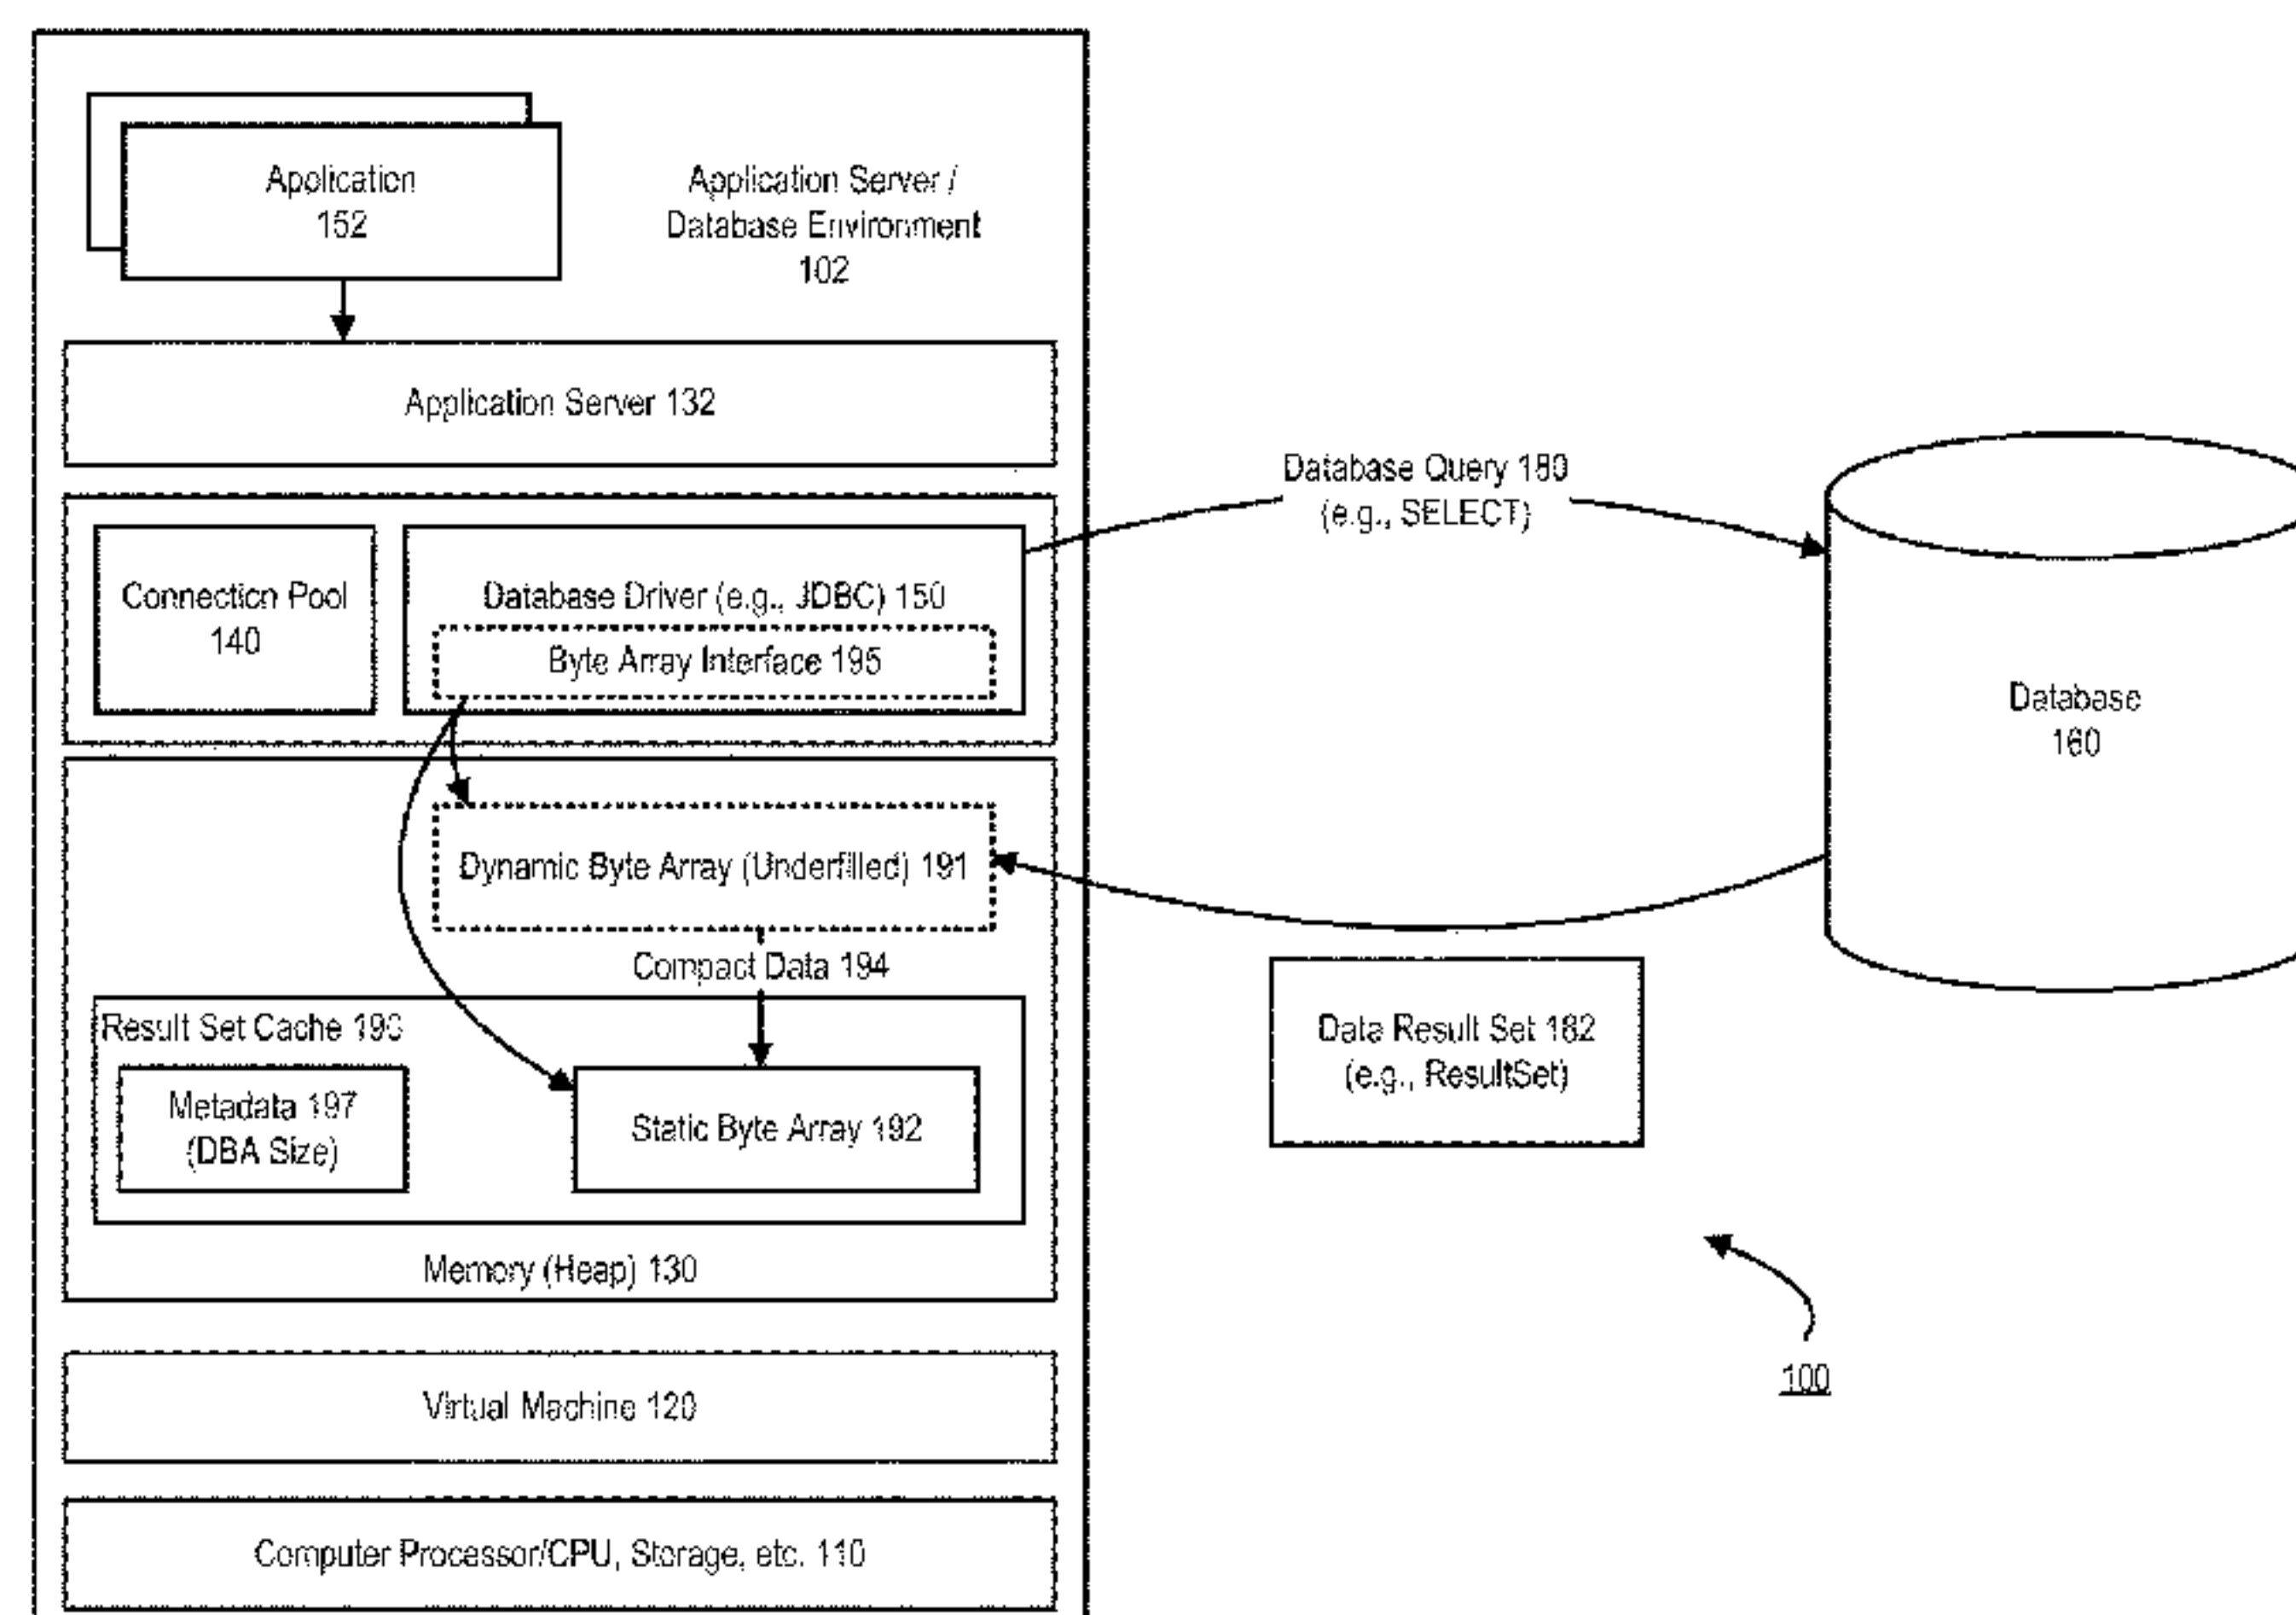 Application
152
Application Server /
Database Environment
102
Application Server 132
Connection Pool
140
Database Driver (e.g., JDBC) 150
Byte Array Interface 195
Database Query 180
(e.g., SELECT)
Database
160
Dynamic Byte Array (Underfilled) 191
Compact Data 194
Result Set Cache 190
Metadata 197
(DBA Size)
Static Byte Array 192
Data Result Set 182
(e.g., ResultSet)
Memory (Heap) 130
100
Virtual Machine 120
Computer Processor/CPU, Storage, etc. 110